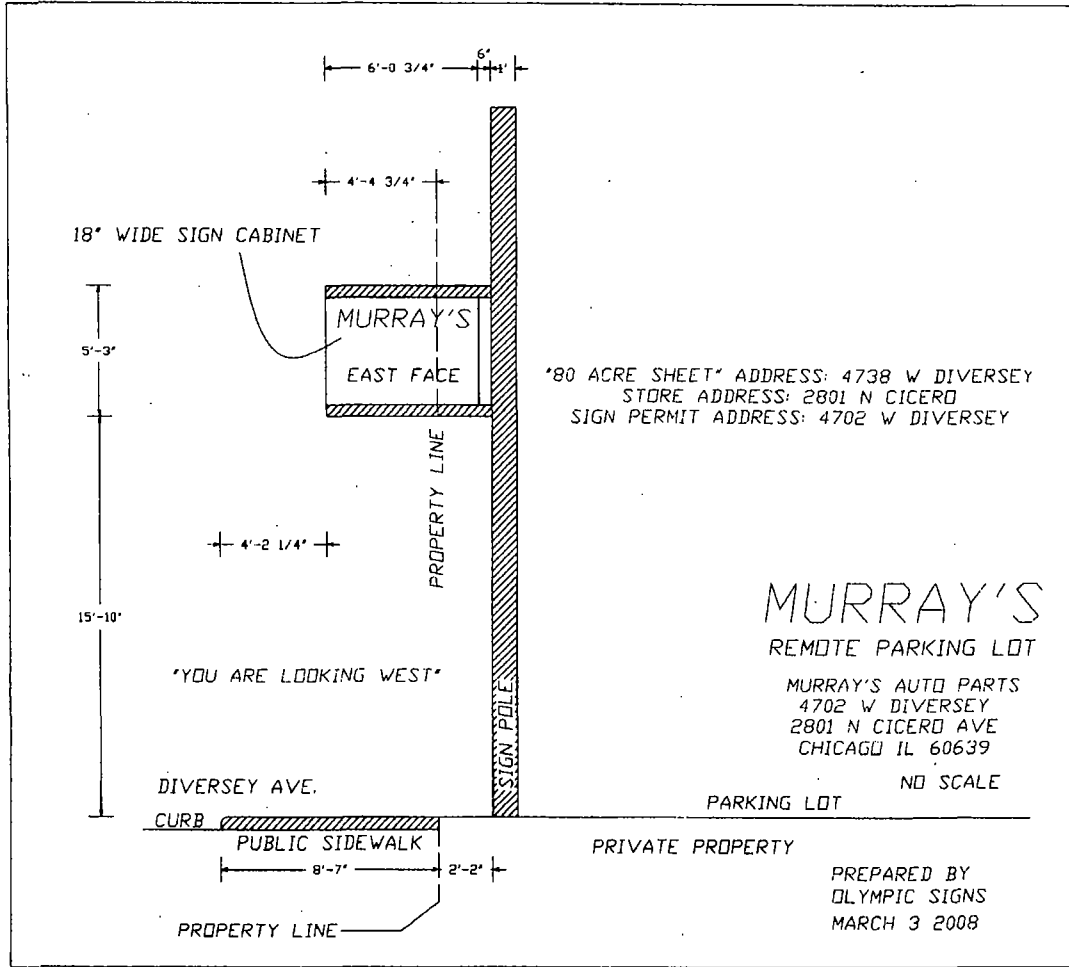 6"
6'-0 3/4"
1'
4'-4 3/4"
18" WIDE SIGN CABINET
MURRAY'S
5'-3"
EAST FACE
"80 ACRE SHEET" ADDRESS: 4738 W DIVERSEY
STORE ADDRESS: 2801 N CICERO
SIGN PERMIT ADDRESS: 4702 W DIVERSEY
PROPERTY LINE
4'-2 1/4"
15'-10"
MURRAY'S
REMOTE PARKING LOT
"YOU ARE LOOKING WEST"
SIGN POLE
MURRAY'S AUTO PARTS
4702 W DIVERSEY
2801 N CICERO AVE
CHICAGO IL 60639
NO SCALE
DIVERSEY AVE.
PARKING LOT
CURB
PUBLIC SIDEWALK
PRIVATE PROPERTY
8'-7"
2'-2"
PREPARED BY
OLYMPIC SIGNS
MARCH 3 2008
PROPERTY LINE